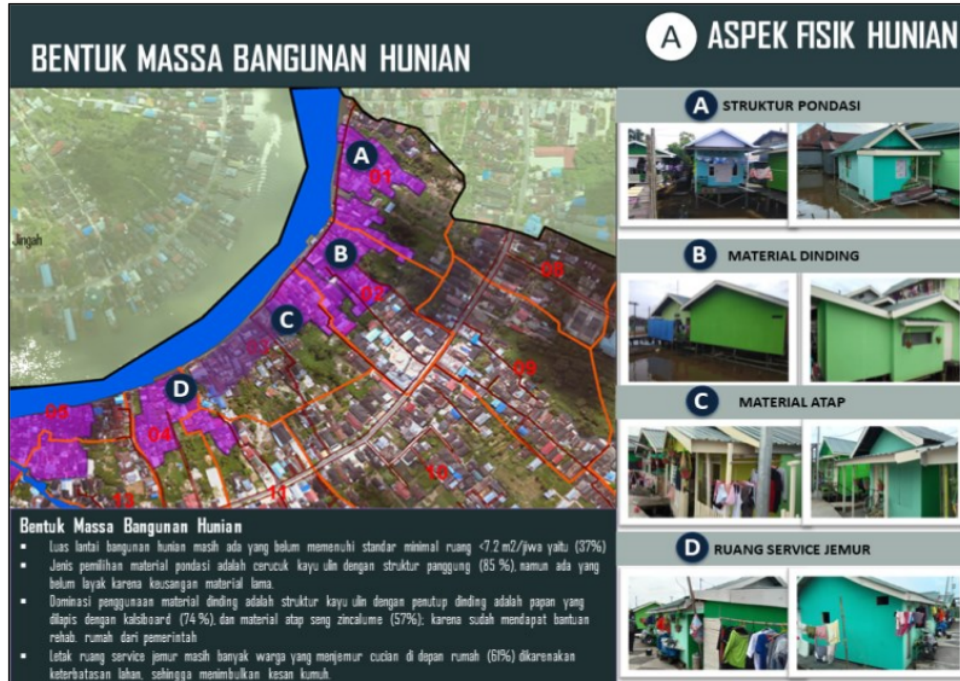 BENTUK MASSA BANGUNAN HUNIAN
A ASPEK FISIK HUNIAN
A STRUKTUR PONDASI
B MATERIAL DINDING
C MATERIAL ATAP
D RUANG SERVICE JEMUR
Jingah
A
01
B
02
08
C
03
09
D
05
04
10
11
12
Bentuk Massa Bangunan Hunian
▪ Luas lantai bangunan hunian masih ada yang belum memenuhi standar minimal ruang <7.2 m2/jiwa yaitu (37%)
▪ Jenis pemilihan material pondasi adalah cerucuk kayu ulin dengan struktur panggung (85 %), namun ada yang
belum layak karena keusangan material lama.
▪ Dominasi penggunaan material dinding adalah struktur kayu ulin dengan penutup dinding adalah papan yang
dilapis dengan kalsiboard (74 %), dan material atap seng zincalume (57%); karena sudah mendapat bantuan
rehab. rumah dari pemerintah
▪ Letak ruang service jemur masih banyak warga yang menjemur cucian di depan rumah (61%) dikarenakan
keterbatasan lahan, sehingga menimbulkan kesan kumuh.